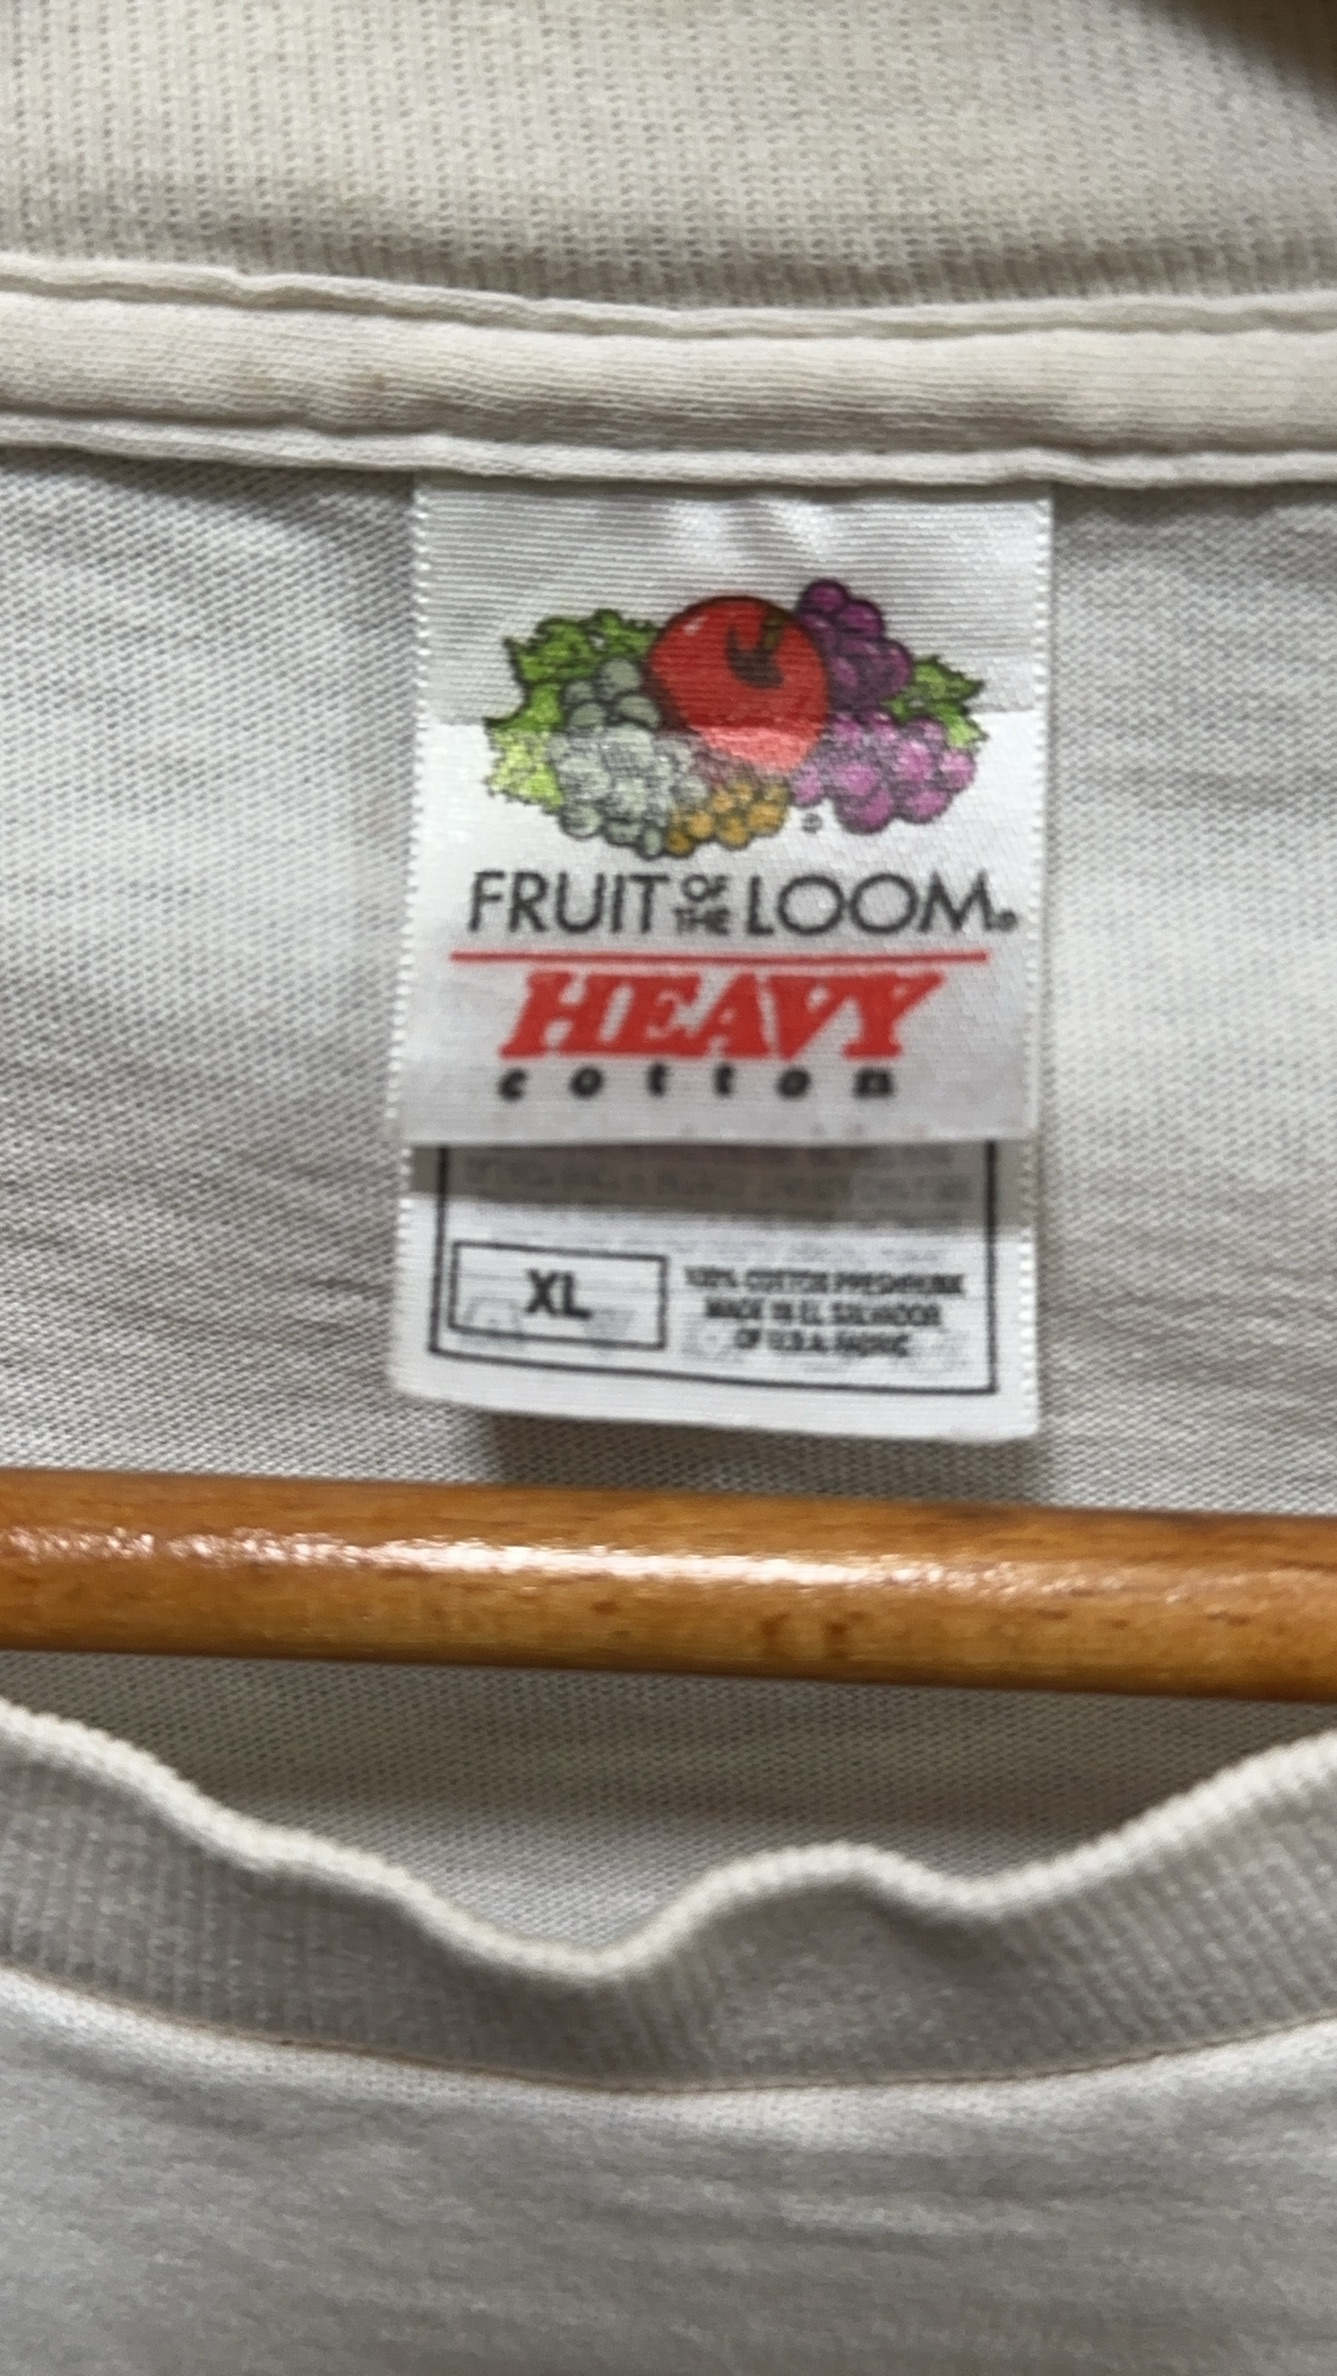 FRUIT OF THE LOOM®
HEAVY
cotton
XL
100% COTTON PRESHRUNK
MADE IN EL SALVADOR
OF U.S.A. FABRIC